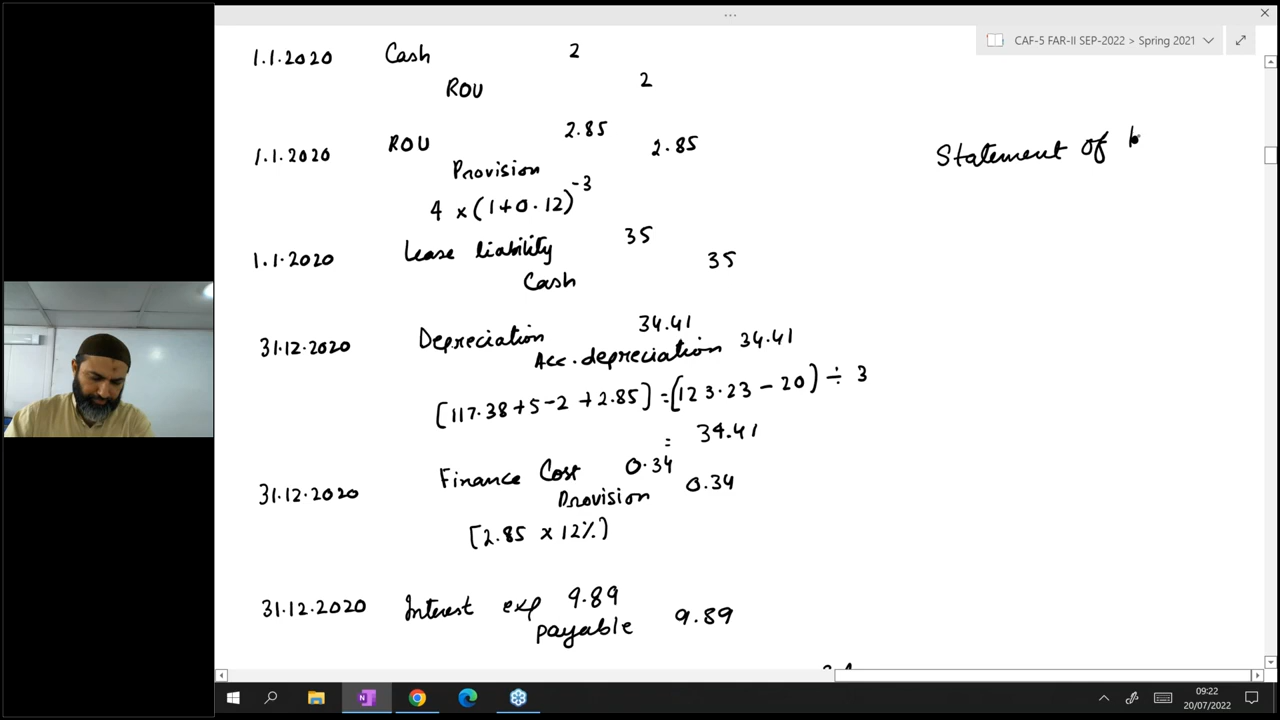 CAF-5 FAR-II SEP-2022 > Spring 2021
1.1.2020 Cash 2
ROU 2
1.1.2020 ROU 2.85
Provision 2.85
4 × (1+0.12)^-3
Statement of
1.1.2020 Lease liability 35
Cash 35
31.12.2020 Depreciation 34.41
Acc. depreciation 34.41
[117.38+5-2+2.85] = [123.23-20) ÷ 3
= 34.41
31.12.2020 Finance Cost 0.34
Provision 0.34
[2.85 × 12%)
31.12.2020 Interest exp 9.89
payable 9.89
09:22
20/07/2022